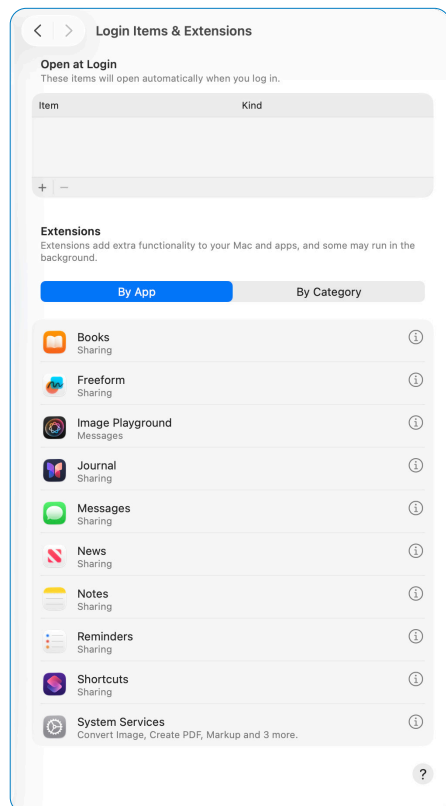 Login Items & Extensions
Open at Login
These items will open automatically when you log in.
Item Kind
Extensions
Extensions add extra functionality to your Mac and apps, and some may run in the
background.
By App By Category
Books
Sharing
Freeform
Sharing
Image Playground
Messages
Journal
Sharing
Messages
Sharing
News
Sharing
Notes
Sharing
Reminders
Sharing
Shortcuts
Sharing
System Services
Convert Image, Create PDF, Markup and 3 more.
?